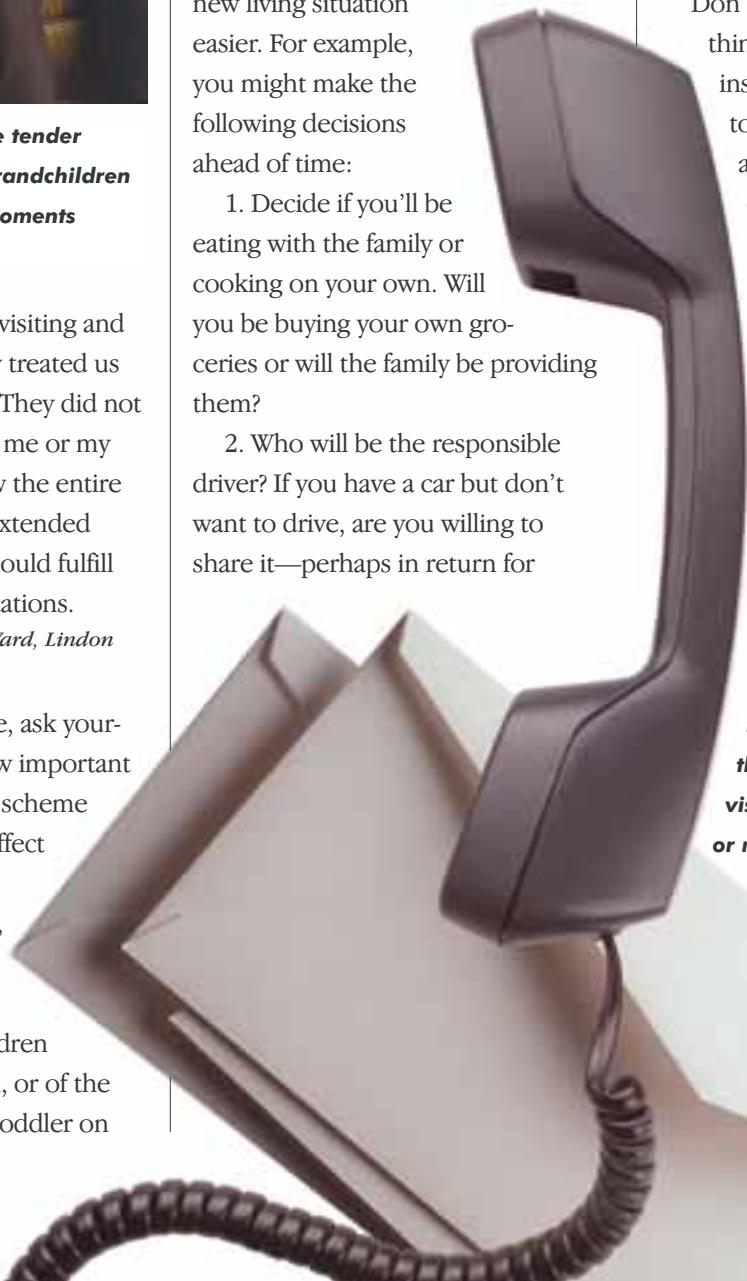 e tender
randchildren
oments
visiting and
treated us
They did not
me or my
the entire
xtended
ould fulfill
ations.
ard, Lindon
e, ask your-
w important
scheme
ffect
dren
, or of the
oddler on
new living situation
easier. For example,
you might make the
following decisions
ahead of time:
1. Decide if you’ll be
eating with the family or
cooking on your own. Will
you be buying your own gro-
ceries or will the family be providing
them?
2. Who will be the responsible
driver? If you have a car but don’t
want to drive, are you willing to
share it—perhaps in return for
Don
thin
ins
to
a
th
vis
or r